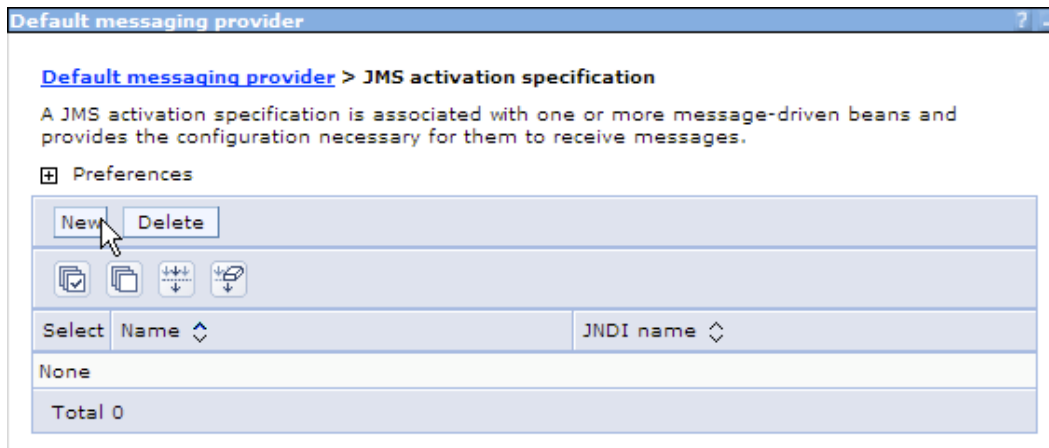 Default messaging provider ? -
Default messaging provider > JMS activation specification
A JMS activation specification is associated with one or more message-driven beans and
provides the configuration necessary for them to receive messages.
Preferences
New Delete
Select Name JNDI name
None
Total 0